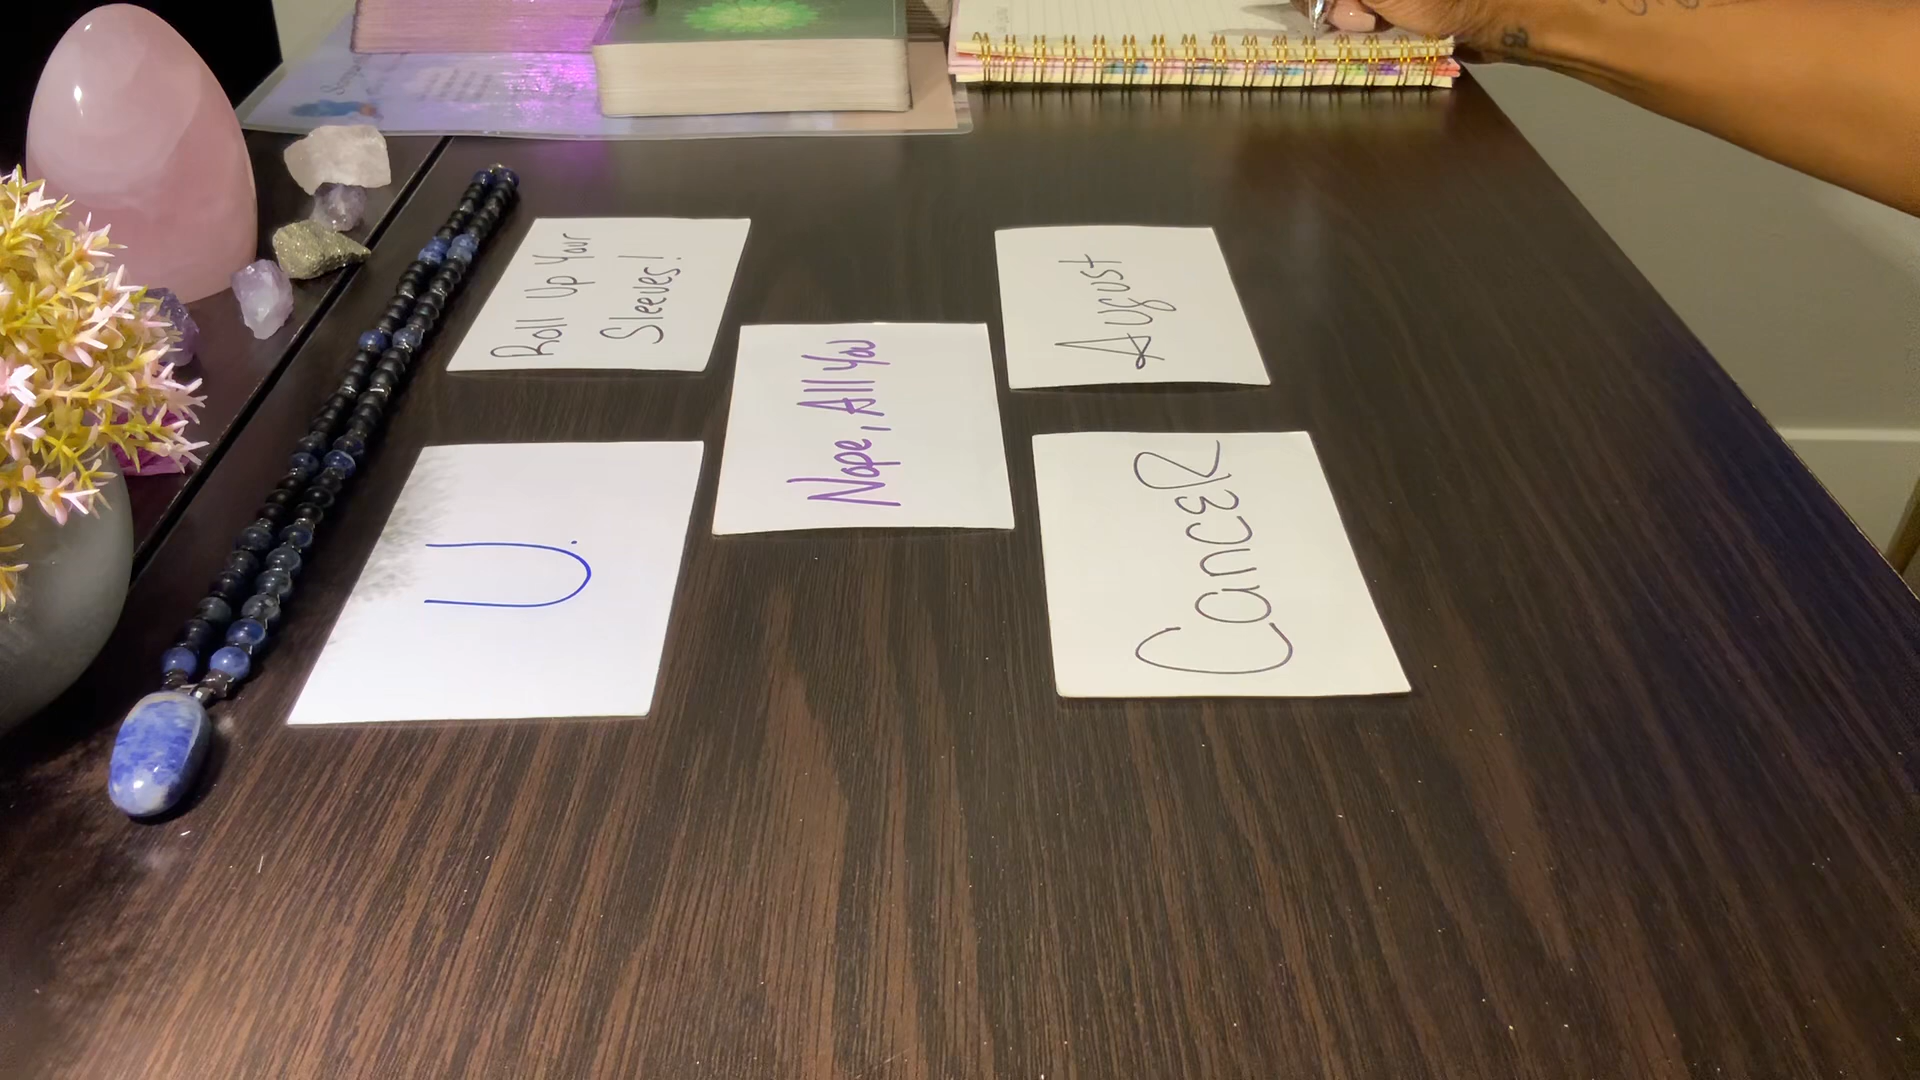 Roll Up Your
Sleeves!
August
Nope, All You
U.
CancER